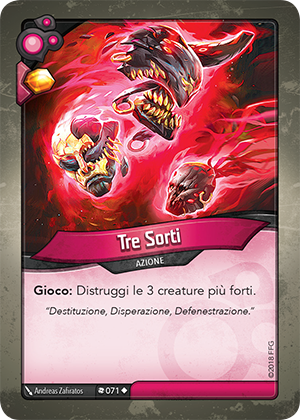 Tre Sorti
AZIONE
Gioco: Distruggi le 3 creature più forti.
"Destituzione, Disperazione, Defenestrazione."
©2018 FFG
Andreas Zafiratos
071